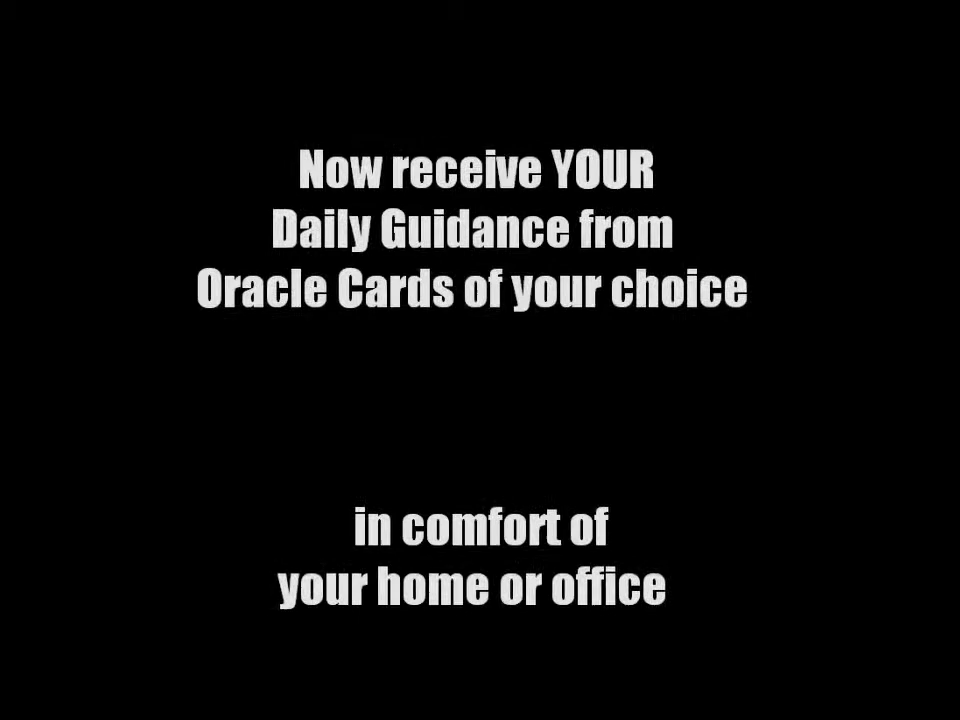 Now receive YOUR
Daily Guidance from
Oracle Cards of your choice
in comfort of
your home or office